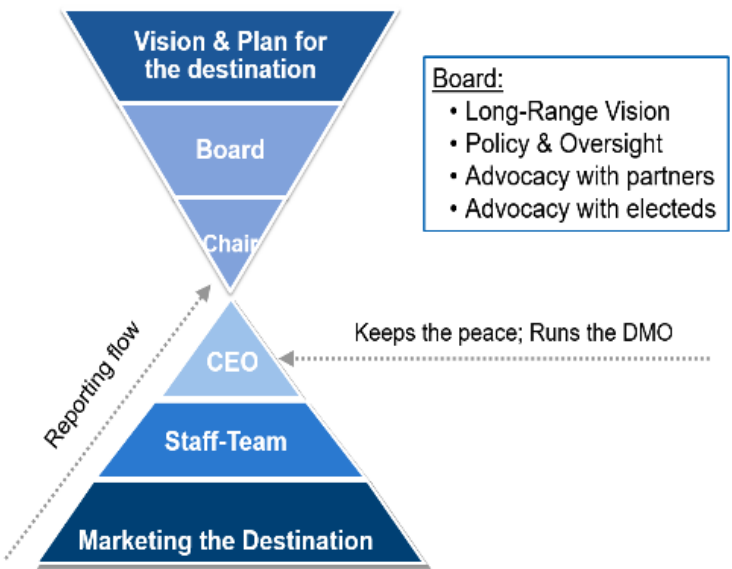 Vision & Plan for
the destination
Board
Chair
Board:
• Long-Range Vision
• Policy & Oversight
• Advocacy with partners
• Advocacy with electeds
Reporting flow
Keeps the peace; Runs the DMO
CEO
Staff-Team
Marketing the Destination